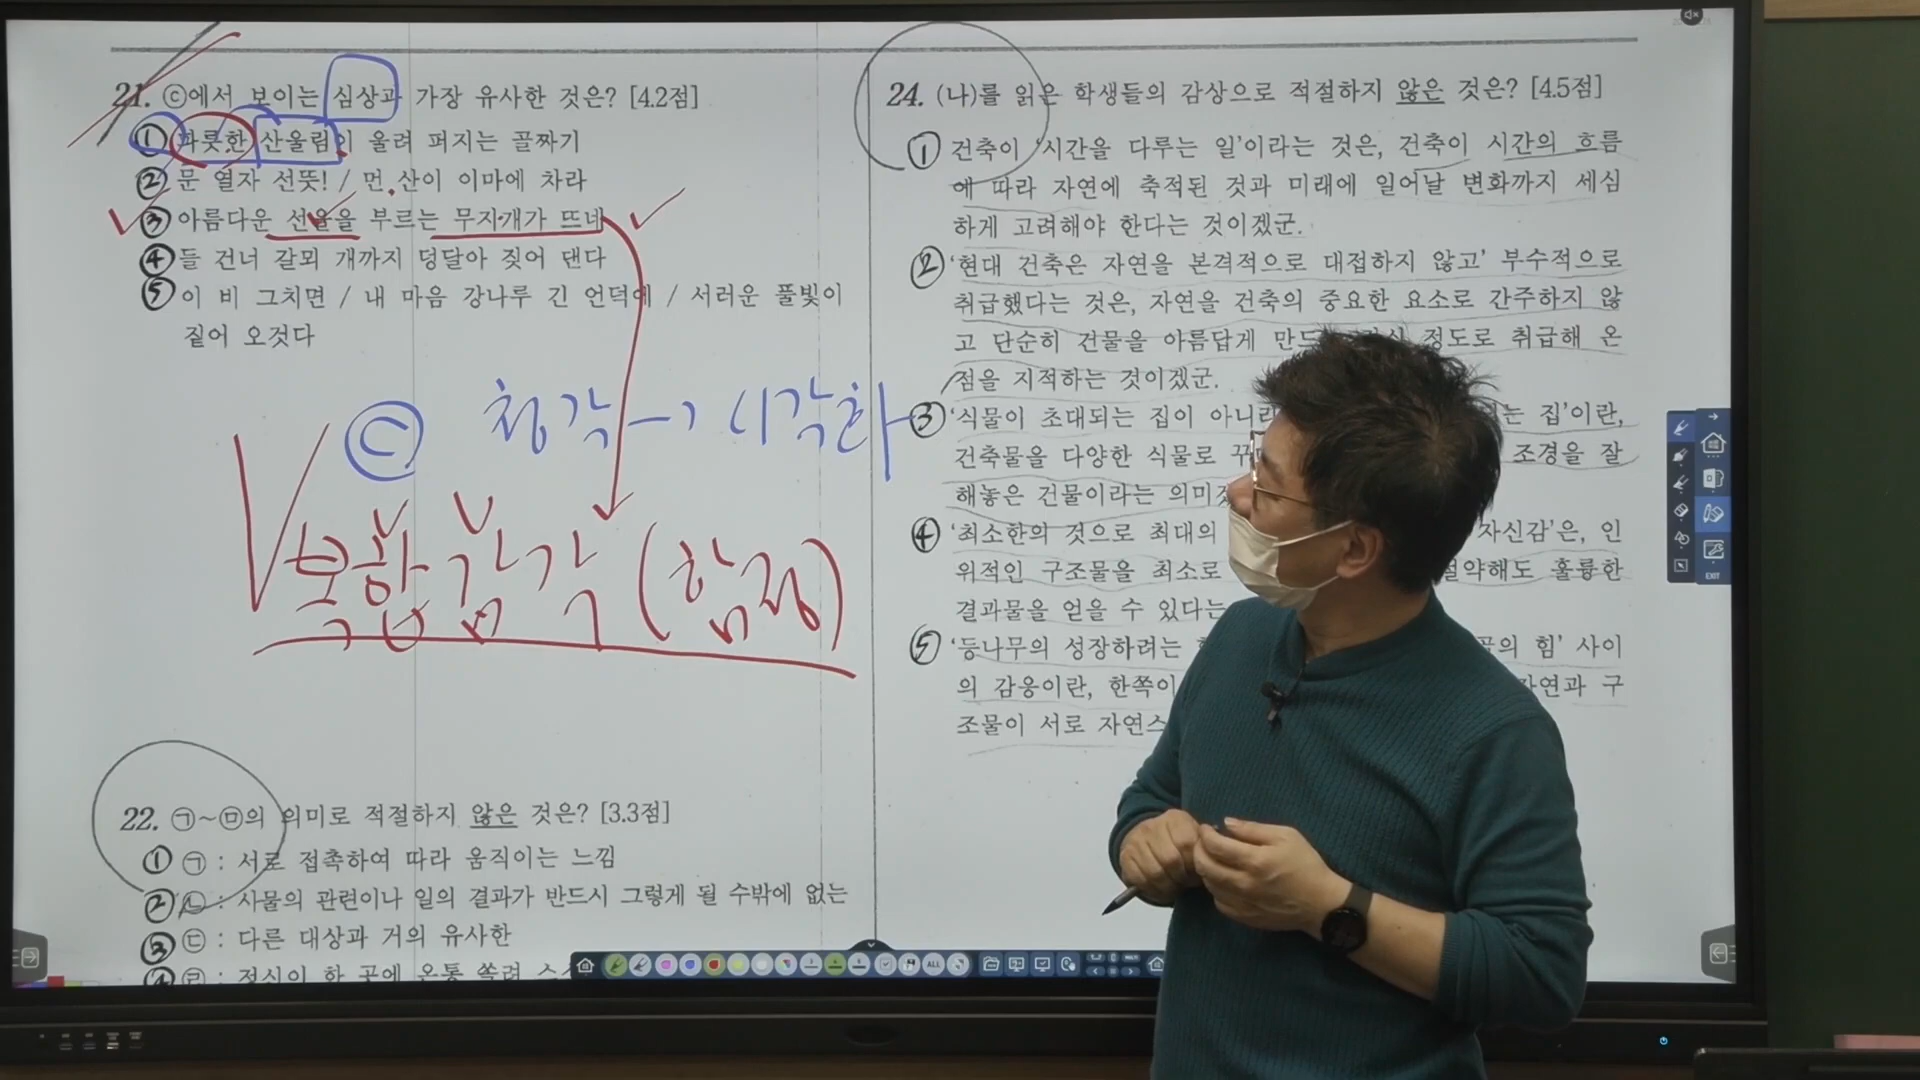 21. ⓒ에서 보이는 심상과 가장 유사한 것은? [4.2점]
① 파릇한 산울림이 울려 퍼지는 골짜기
② 문 열자 선뜻! / 먼 산이 이마에 차라
③ 아름다운 선율을 부르는 무지개가 뜨네
④ 들 건너 갈뫼 개까지 덩달아 짖어 댄다
⑤ 이 비 그치면 / 내 마음 강나루 긴 언덕에 / 서러운 풀빛이
짙어 오것다
ⓒ 청각→시각화
복합감각 (함정)
22. ㉠~㉤의 의미로 적절하지 않은 것은? [3.3점]
① ㉠ : 서로 접촉하여 따라 움직이는 느낌
② ㉡ : 사물의 관련이나 일의 결과가 반드시 그렇게 될 수밖에 없는
③ ㉢ : 다른 대상과 거의 유사한
④ ㉣ : 정신이 한 곳에 온통 쏠려
24. (나)를 읽은 학생들의 감상으로 적절하지 않은 것은? [4.5점]
① 건축이 '시간을 다루는 일'이라는 것은, 건축이 시간의 흐름
에 따라 자연에 축적된 것과 미래에 일어날 변화까지 세심
하게 고려해야 한다는 것이겠군.
② '현대 건축은 자연을 본격적으로 대접하지 않고' 부수적으로
취급했다는 것은, 자연을 건축의 중요한 요소로 간주하지 않
고 단순히 건물을 아름답게 정도로 취급해 온
점을 지적하는 것이겠군.
③ '식물이 초대되는 집이 아니라 는 집'이란,
건축물을 다양한 식물로 조경을 잘
해놓은 건물이라는
④ '최소한의 것으로 최대의 자신감'은, 인
위적인 구조물을 최소로 절약해도 훌륭한
결과물을 얻을 수 있다는
⑤ '등나무의 성장하려는 힘' 사이
의 감응이란, 한쪽이 자연과 구
조물이 서로
ALL
EXIT